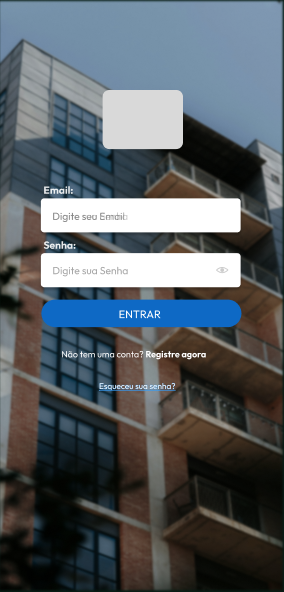 Email:
Digite seu Email:
Senha:
Digite sua Senha
ENTRAR
Não tem uma conta? Registre agora
Esqueceu sua senha?